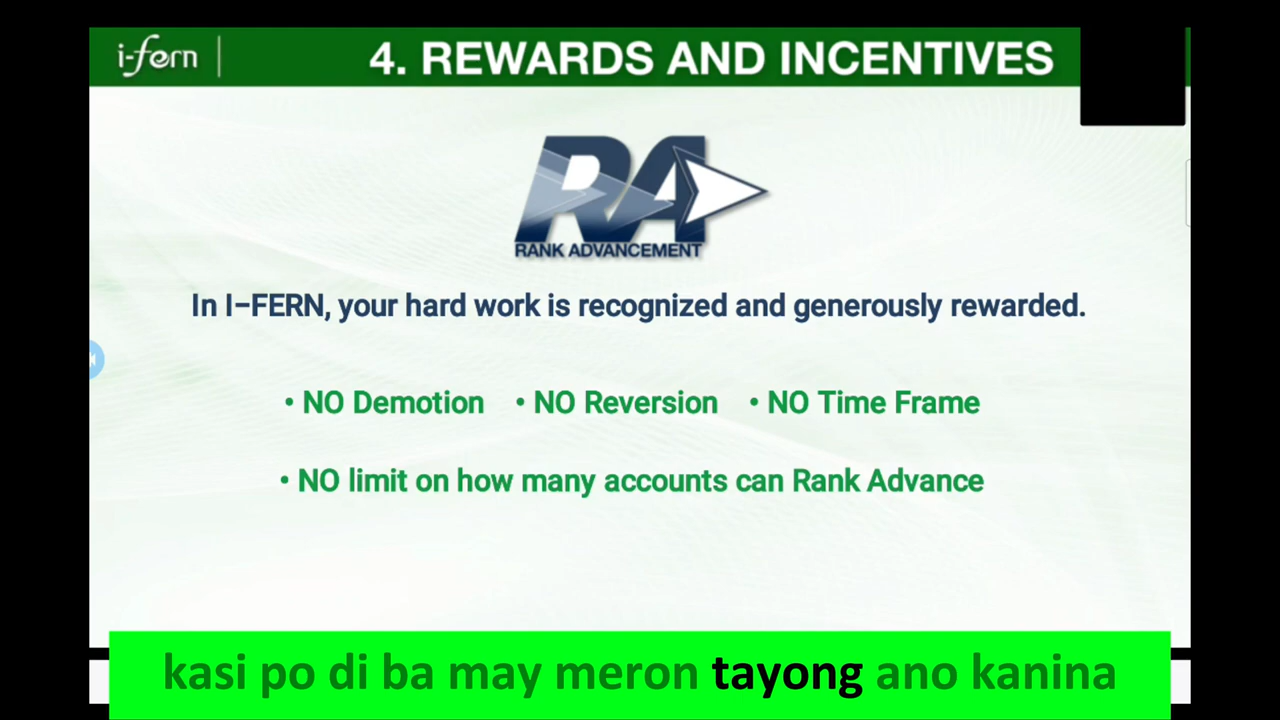 i-fern
4. REWARDS AND INCENTIVES
RA
RANK ADVANCEMENT
In I-FERN, your hard work is recognized and generously rewarded.
• NO Demotion • NO Reversion • NO Time Frame
• NO limit on how many accounts can Rank Advance
kasi po di ba may meron tayong ano kanina